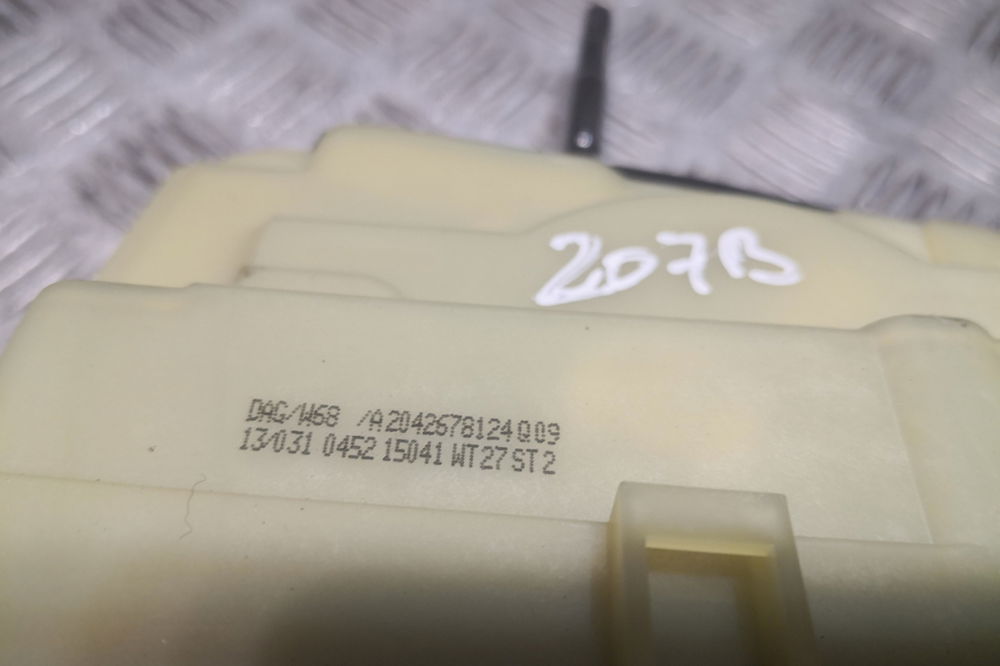 207B
DAG/W68 /A2042678124Q09
13/031 0452 15041 WT27 ST2